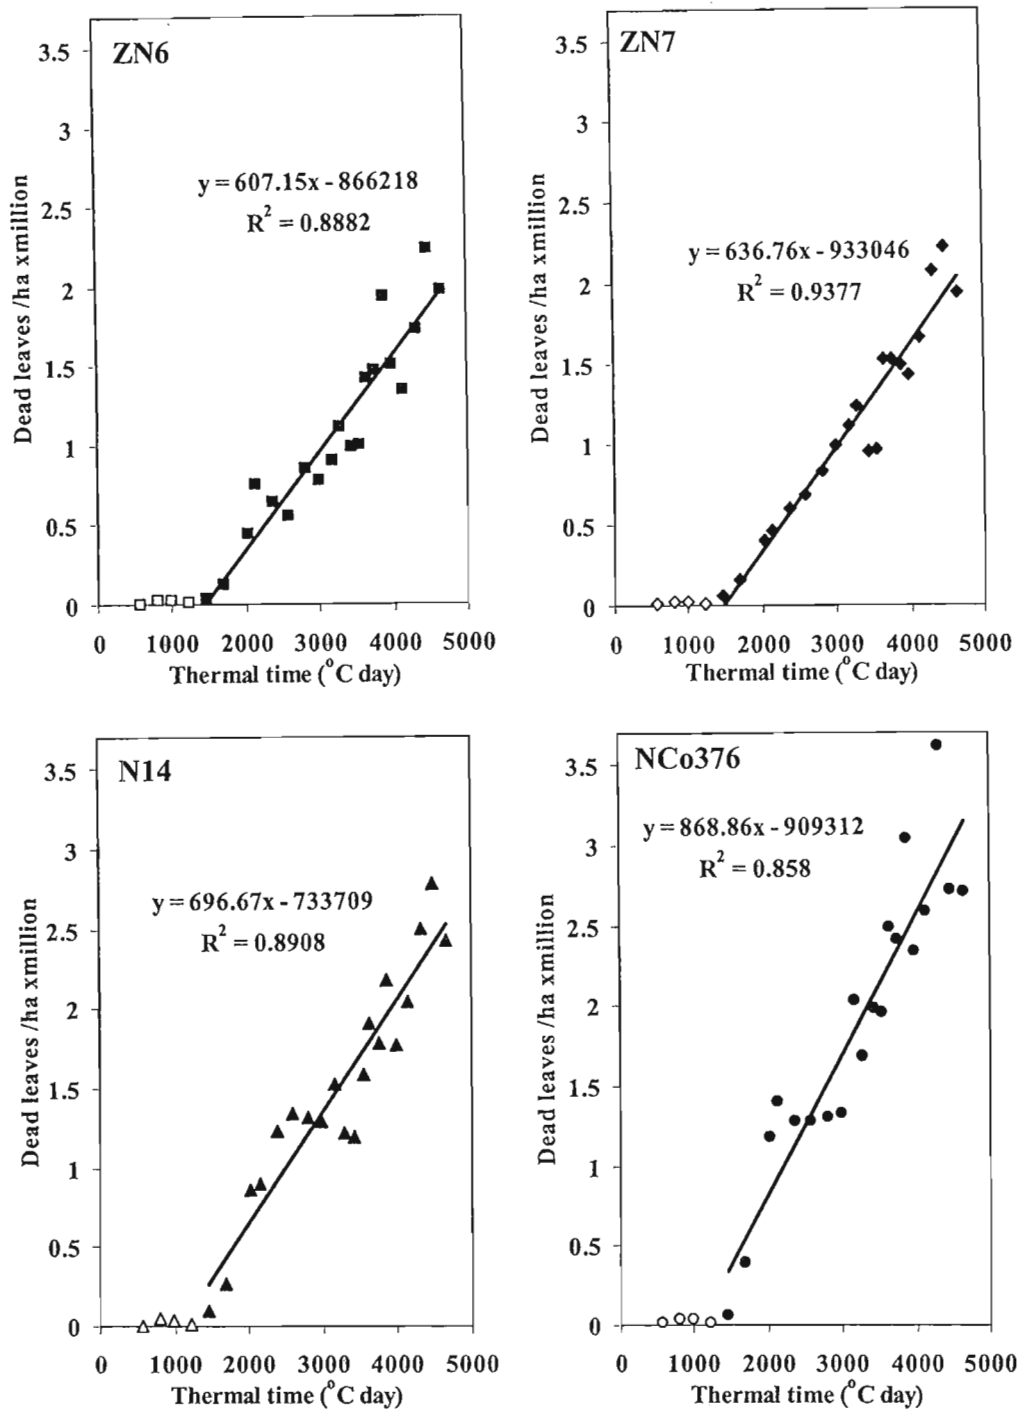 ZN6
3.5
3
2.5
2
1.5
1
0.5
0
Dead leaves /ha xmillion
y = 607.15x - 866218
R2 = 0.8882
0 1000 2000 3000 4000 5000
Thermal time (oC day)
ZN7
3.5
3
2.5
2
1.5
1
0.5
0
Dead leaves /ha xmillion
y = 636.76x - 933046
R2 = 0.9377
0 1000 2000 3000 4000 5000
Thermal time (oC day)
N14
3.5
3
2.5
2
1.5
1
0.5
0
Dead leaves /ha xmillion
y = 696.67x - 733709
R2 = 0.8908
0 1000 2000 3000 4000 5000
Thermal time (oC day)
NCo376
3.5
3
2.5
2
1.5
1
0.5
0
Dead leaves /ha xmillion
y = 868.86x - 909312
R2 = 0.858
0 1000 2000 3000 4000 5000
Thermal time (oC day)